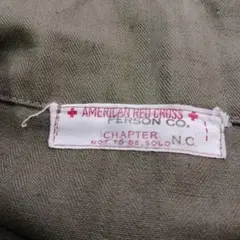 + AMERICAN RED CROSS +
PERSON CO.
CHAPTER N.C.
NOT TO BE SOLD